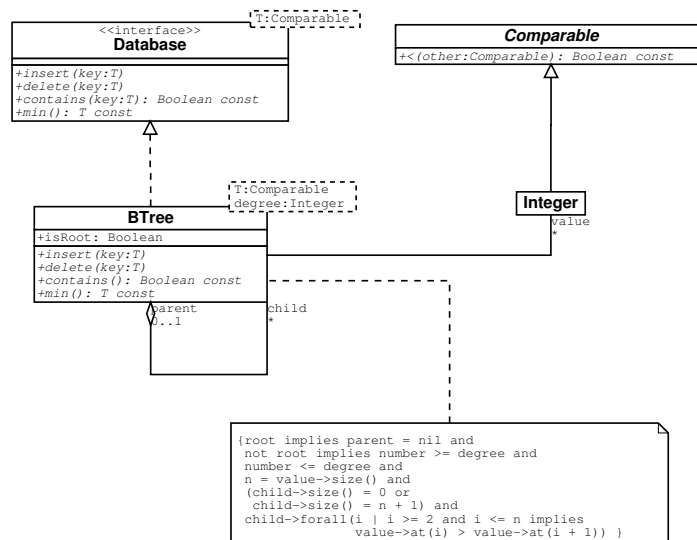 T:Comparable
<<interface>>
Database
+insert(key:T)
+delete(key:T)
+contains(key:T): Boolean const
+min(): T const
Comparable
+<(other:Comparable): Boolean const
T:Comparable
degree:Integer
BTree
+isRoot: Boolean
+insert(key:T)
+delete(key:T)
+contains(): Boolean const
+min(): T const
Integer
value
*
parent
0..1
child
*
{root implies parent = nil and
not root implies number >= degree and
number <= degree and
n = value->size() and
(child->size() = 0 or
child->size() = n + 1) and
child->forall(i | i >= 2 and i <= n implies
value->at(i) > value->at(i + 1)) }